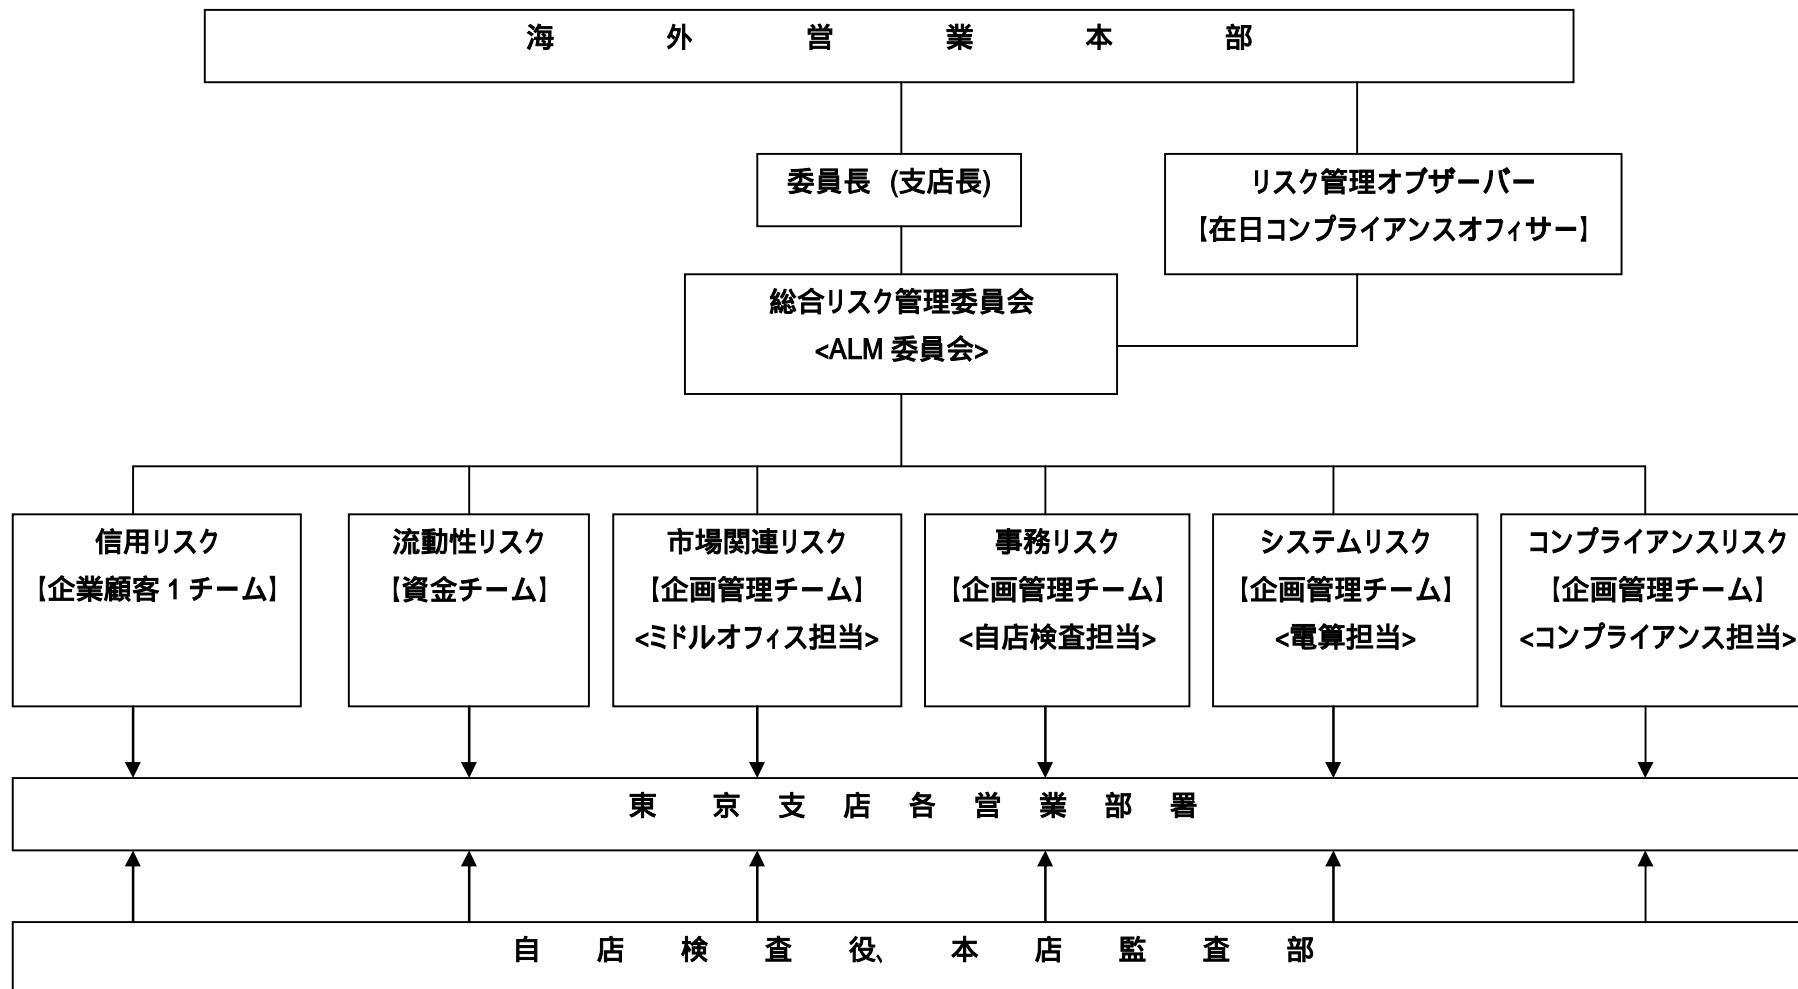 海外営業本部
委員長 (支店長)
リスク管理オブザーバー
【在日コンプライアンスオフィサー】
総合リスク管理委員会
<ALM 委員会>
信用リスク
【企業顧客 1 チーム】
流動性リスク
【資金チーム】
市場関連リスク
【企画管理チーム】
<ミドルオフィス担当>
事務リスク
【企画管理チーム】
<自店検査担当>
システムリスク
【企画管理チーム】
<電算担当>
コンプライアンスリスク
【企画管理チーム】
<コンプライアンス担当>
東京支店各営業部署
自店検査役、本店監査部